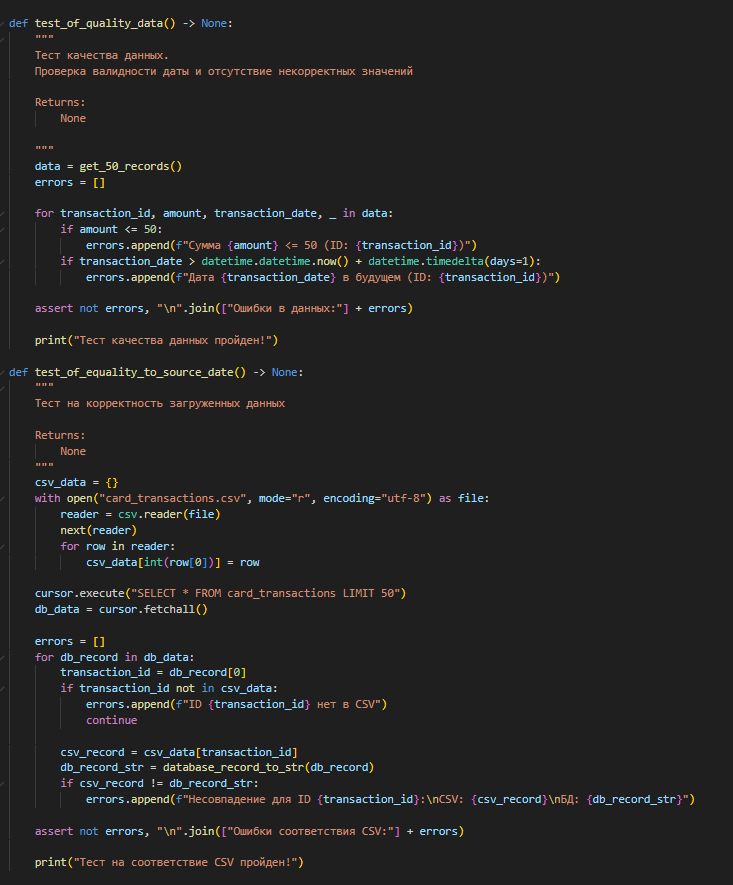 def test_of_quality_data() -> None:
    """
    Тест качества данных.
    Проверка валидности даты и отсутствие некорректных значений

    Returns:
        None

    """
    data = get_50_records()
    errors = []

    for transaction_id, amount, transaction_date, _ in data:
        if amount <= 50:
            errors.append(f"Сумма {amount} <= 50 (ID: {transaction_id})")
        if transaction_date > datetime.datetime.now() + datetime.timedelta(days=1):
            errors.append(f"Дата {transaction_date} в будущем (ID: {transaction_id})")

    assert not errors, "\n".join(["Ошибки в данных:"] + errors)

    print("Тест качества данных пройден!")

def test_of_equality_to_source_date() -> None:
    """
    Тест на корректность загруженных данных

    Returns:
        None
    """
    csv_data = {}
    with open("card_transactions.csv", mode="r", encoding="utf-8") as file:
        reader = csv.reader(file)
        next(reader)
        for row in reader:
            csv_data[int(row[0])] = row

    cursor.execute("SELECT * FROM card_transactions LIMIT 50")
    db_data = cursor.fetchall()

    errors = []
    for db_record in db_data:
        transaction_id = db_record[0]
        if transaction_id not in csv_data:
            errors.append(f"ID {transaction_id} нет в CSV")
            continue

        csv_record = csv_data[transaction_id]
        db_record_str = database_record_to_str(db_record)
        if csv_record != db_record_str:
            errors.append(f"Несовпадение для ID {transaction_id}:\nCSV: {csv_record}\nБД: {db_record_str}")

    assert not errors, "\n".join(["Ошибки соответствия CSV:"] + errors)

    print("Тест на соответствие CSV пройден!")